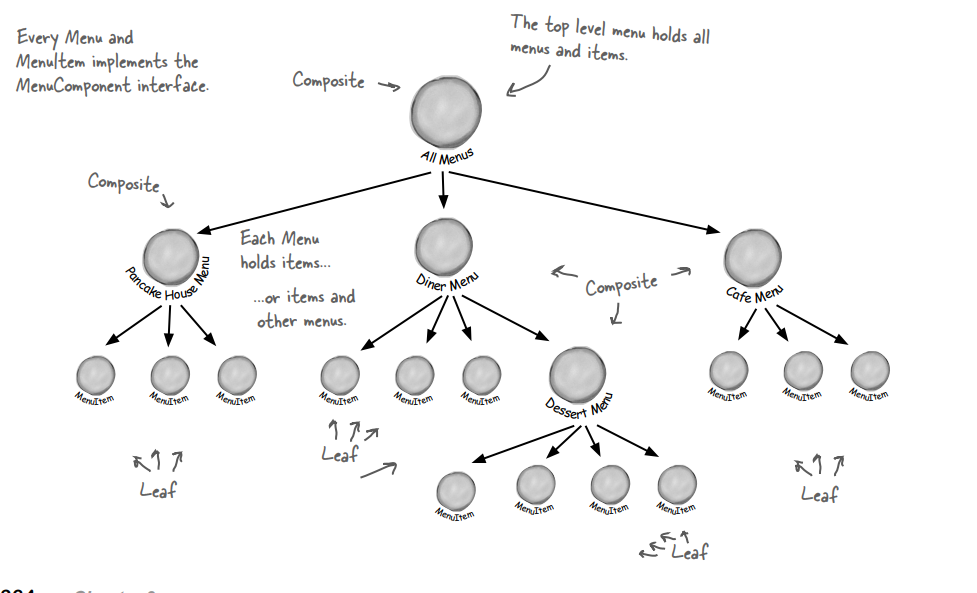 Every Menu and
MenuItem implements the
MenuComponent interface.
The top level menu holds all
menus and items.
Composite
All Menus
Composite
Pancake House Menu
Each Menu
holds items...
...or items and
other menus.
Diner Menu
Composite
Cafe Menu
MenuItem MenuItem MenuItem
MenuItem MenuItem MenuItem
Dessert Menu
MenuItem MenuItem MenuItem
Leaf
Leaf
Leaf
MenuItem MenuItem MenuItem MenuItem
Leaf